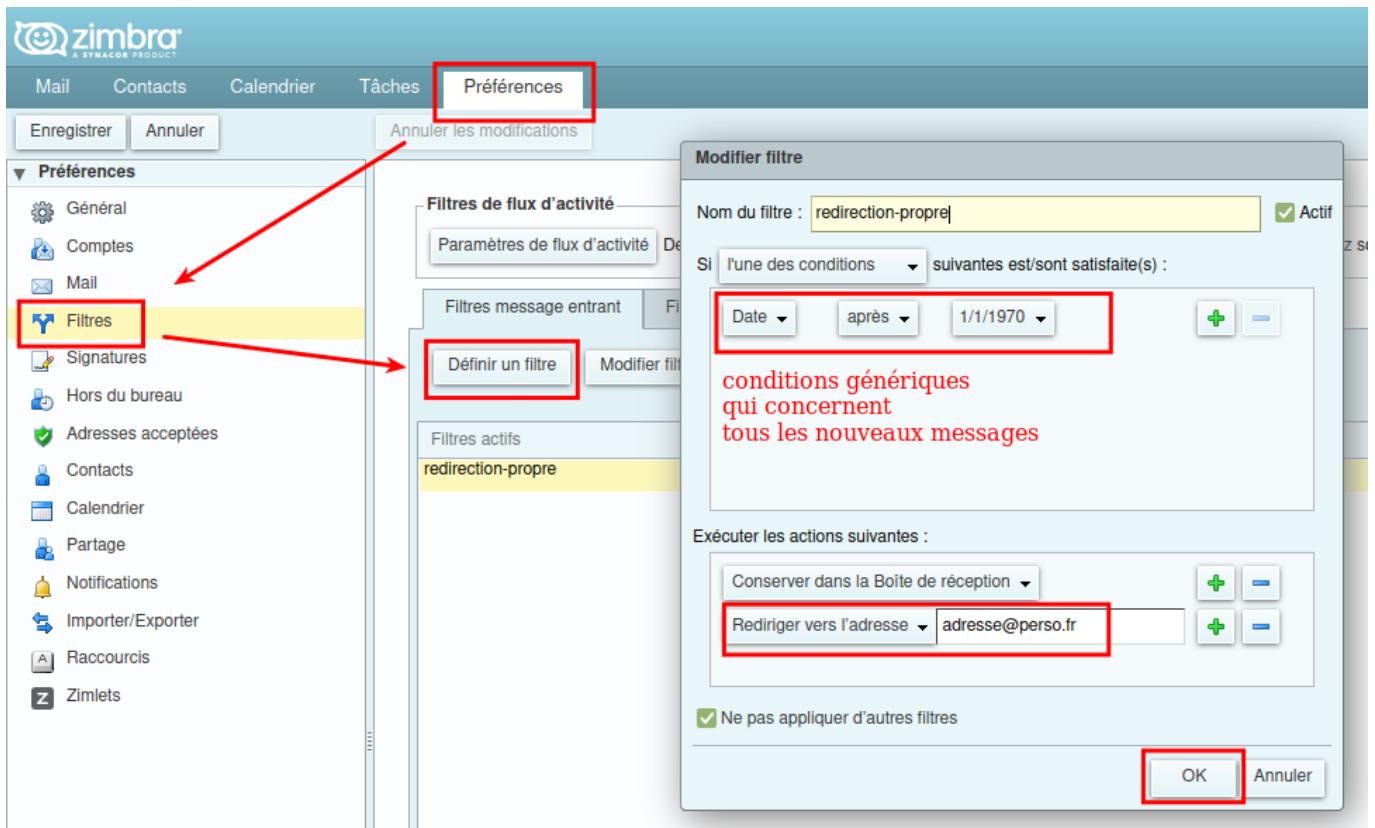 zimbra
A SYNACOR PRODUCT
Mail Contacts Calendrier Tâches Préférences
Enregistrer Annuler Annuler les modifications
Préférences
Général
Comptes
Mail
Filtres
Signatures
Hors du bureau
Adresses acceptées
Contacts
Calendrier
Partage
Notifications
Importer/Exporter
Raccourcis
Zimlets
Filtres de flux d'activité
Paramètres de flux d'activité De
Filtres message entrant Fi
Définir un filtre Modifier filt
Filtres actifs
redirection-propre
Modifier filtre
Nom du filtre : redirection-propre Actif
Si l'une des conditions suivantes est/sont satisfaite(s) :
Date après 1/1/1970
conditions génériques
qui concernent
tous les nouveaux messages
Exécuter les actions suivantes :
Conserver dans la Boîte de réception
Rediriger vers l'adresse adresse@perso.fr
Ne pas appliquer d'autres filtres
OK Annuler